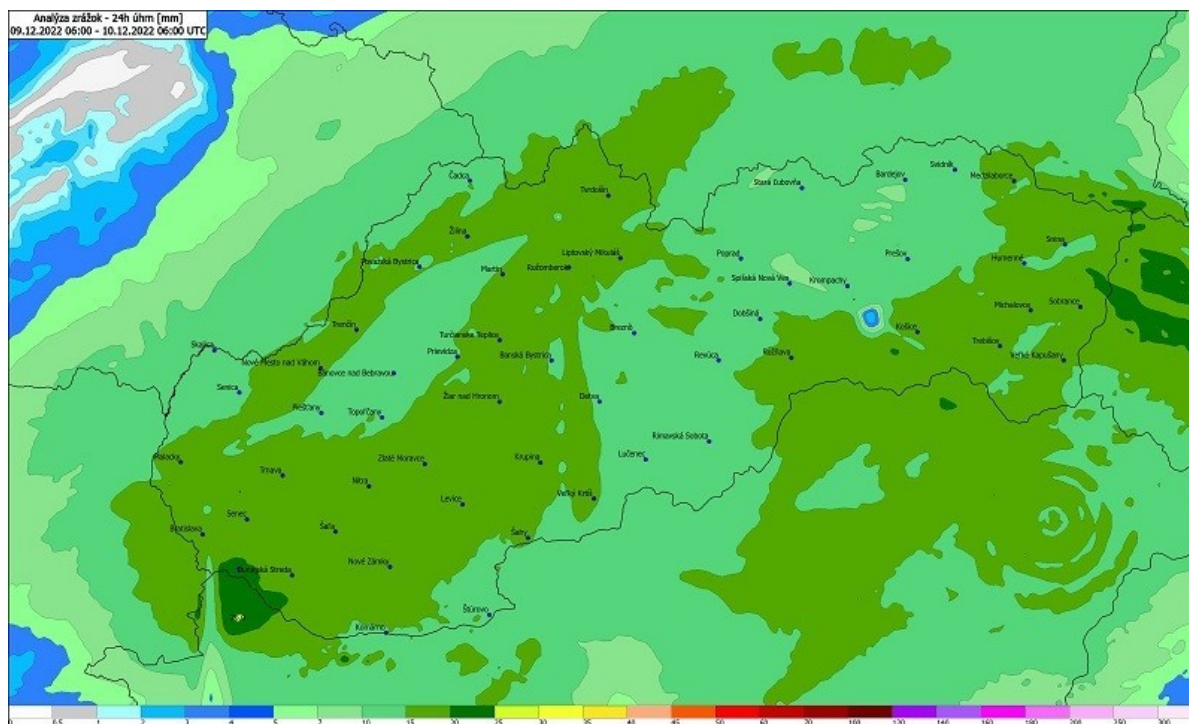 Analýza zrážok - 24h úhrn [mm]
09.12.2022 06:00 - 10.12.2022 06:00 UTC
Svidník
Čadca
Stará Ľubovňa
Bardejov
Medzilaborce
Tvrdošín
Žilina
Snina
Považská Bystrica
Martin
Ružomberok
Liptovský Mikuláš
Poprad
Prešov
Humenné
Spišská Nová Ves
Krompachy
Michalovce
Sobrance
Trenčín
Turčianske Teplice
Brezno
Dobšiná
Košice
Skalica
Prievidza
Banská Bystrica
Revúca
Rožňava
Trebišov
Veľké Kapušany
Nové Mesto nad Váhom
Bánovce nad Bebravou
Senica
Piešťany
Topoľčany
Žiar nad Hronom
Detva
Rimavská Sobota
Malacky
Trnava
Zlaté Moravce
Krupina
Lučenec
Nitra
Levice
Veľký Krtíš
Senec
Bratislava
Šaľa
Šahy
Dunajská Streda
Nové Zámky
Štúrovo
Komárno
0 0.5 1 2 3 4 5 7 10 15 20 25 30 35 40 45 50 60 70 100 120 140 160 180 200 250 300